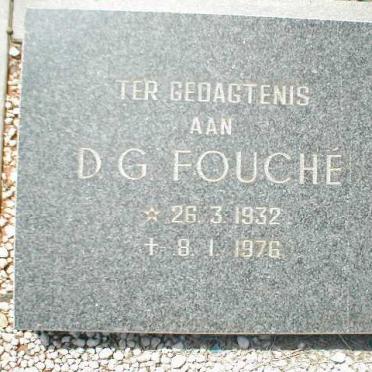 TER GEDAGTENIS
AAN
D G FOUCHÉ
☆ 26. 3. 1932
✝ 8. 1. 1976